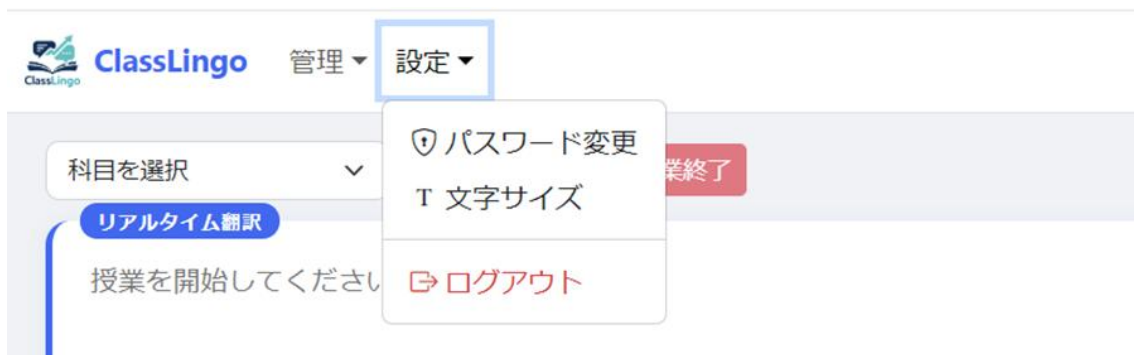 ClassLingo
ClassLingo 管理 設定
パスワード変更
科目を選択
業終了
T 文字サイズ
リアルタイム翻訳
授業を開始してくださ
ログアウト